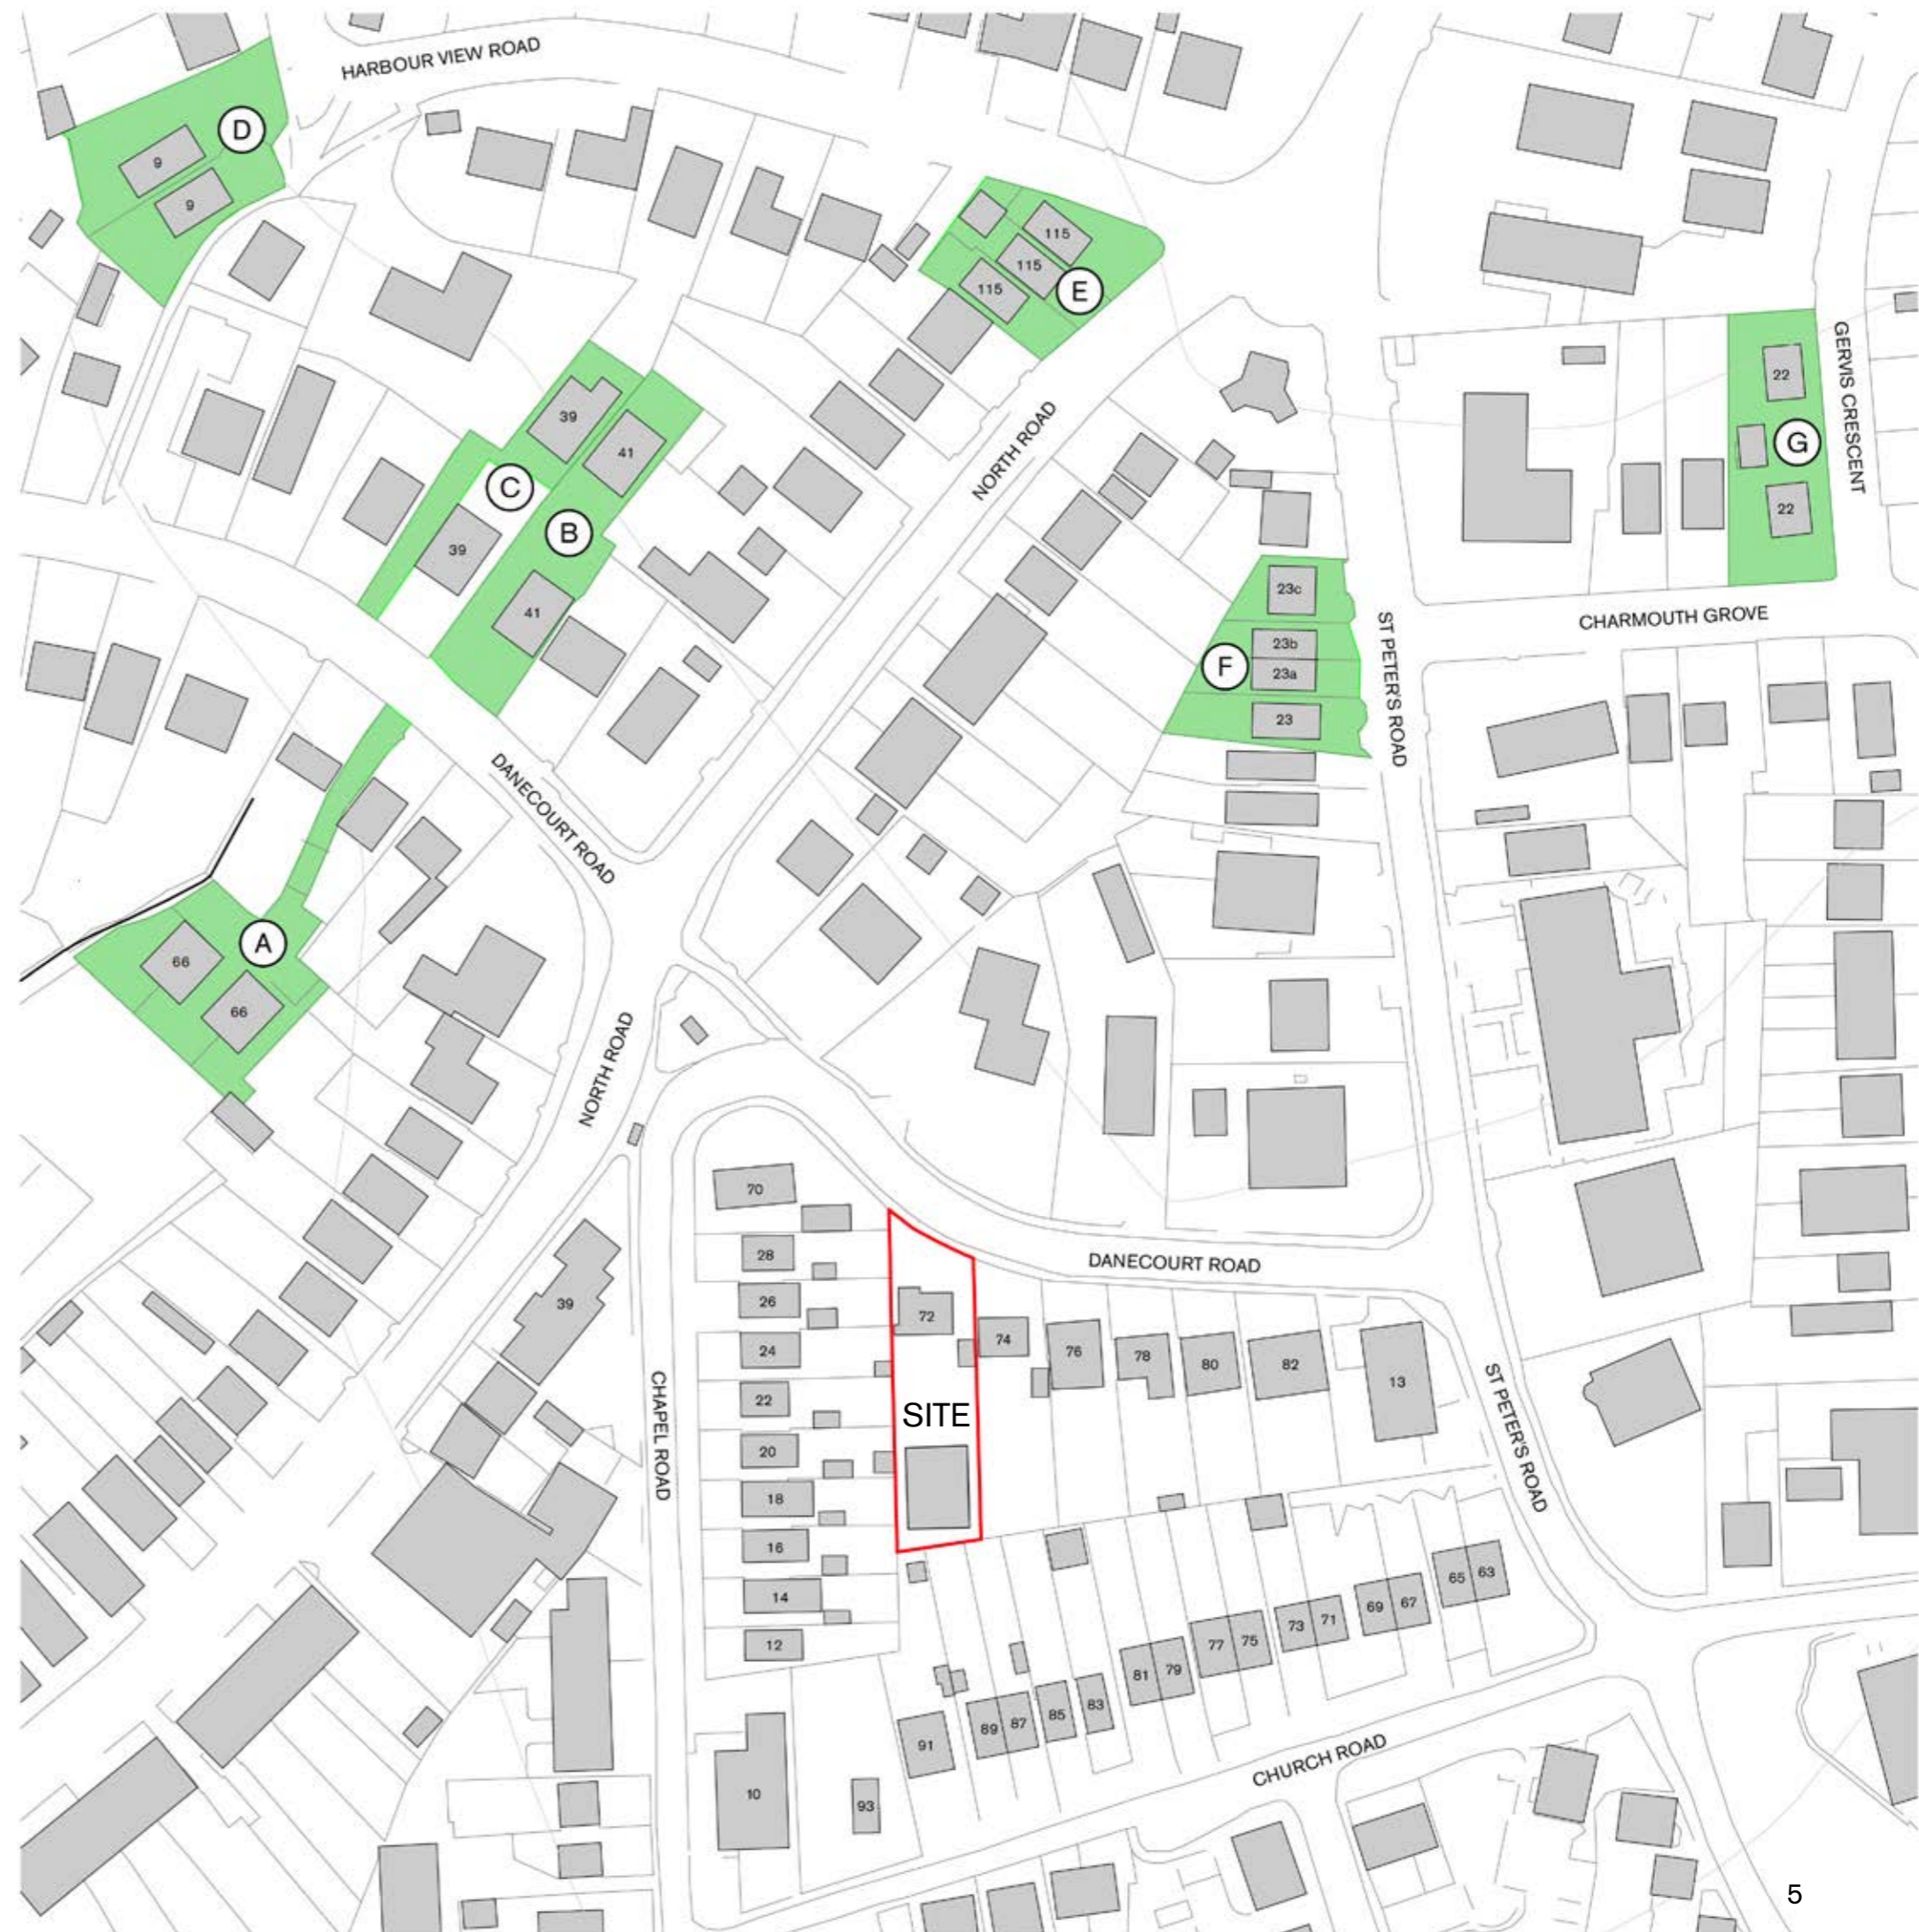 HARBOUR VIEW ROAD
D
9
9
115
115
115
E
GERVIS CRESCENT
22
G
22
39
41
C
B
39
41
NORTH ROAD
23c
23b
23a
23
F
ST PETER'S ROAD
CHARMOUTH GROVE
DANECOURT ROAD
A
66
66
NORTH ROAD
70
28
26
24
22
20
18
16
14
12
10
39
CHAPEL ROAD
DANECOURT ROAD
72
74
76
78
80
82
13
SITE
ST PETER'S ROAD
93
91
89
87
85
83
81
79
77
75
73
71
69
67
65
63
CHURCH ROAD
5